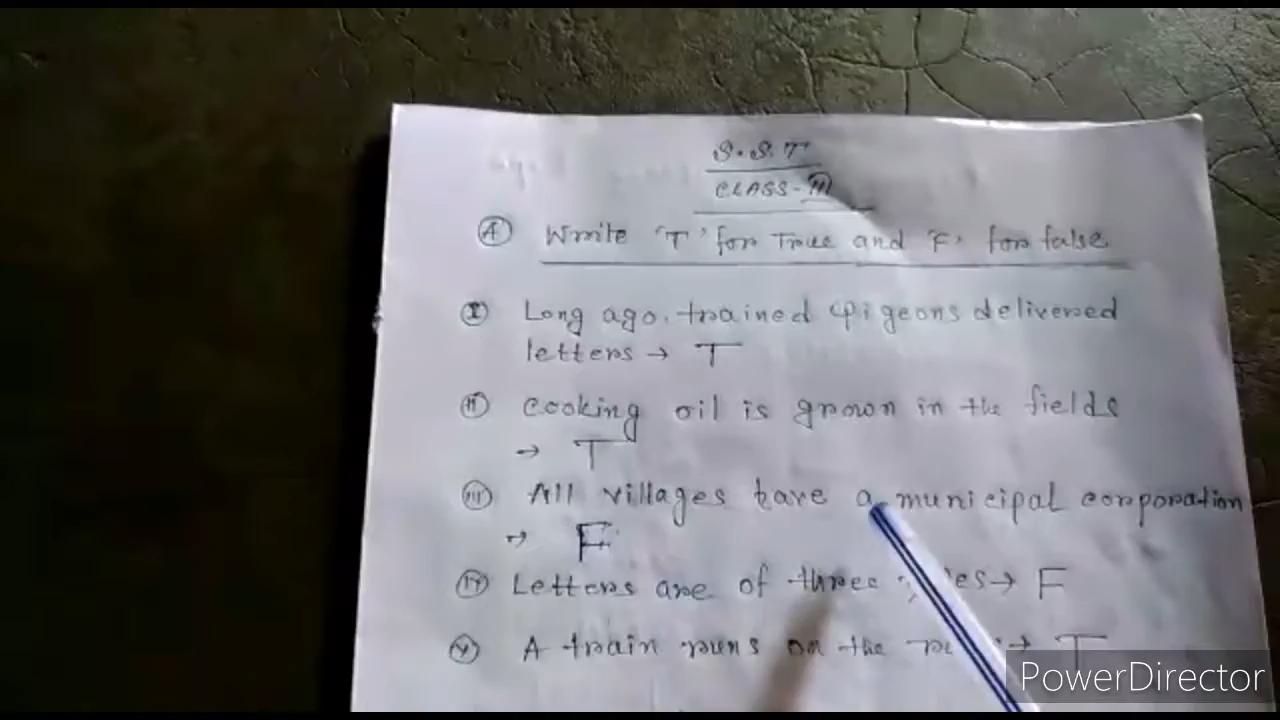 S.S.T
CLASS-III
A Write 'T' for True and 'F' for false
I Long ago. trained pigeons delivered
letters → T
II Cooking oil is grown in the fields
→ T
III All villages have a municipal corporation
→ F
IV Letters are of three → F
V A train runs on the → T
PowerDirector